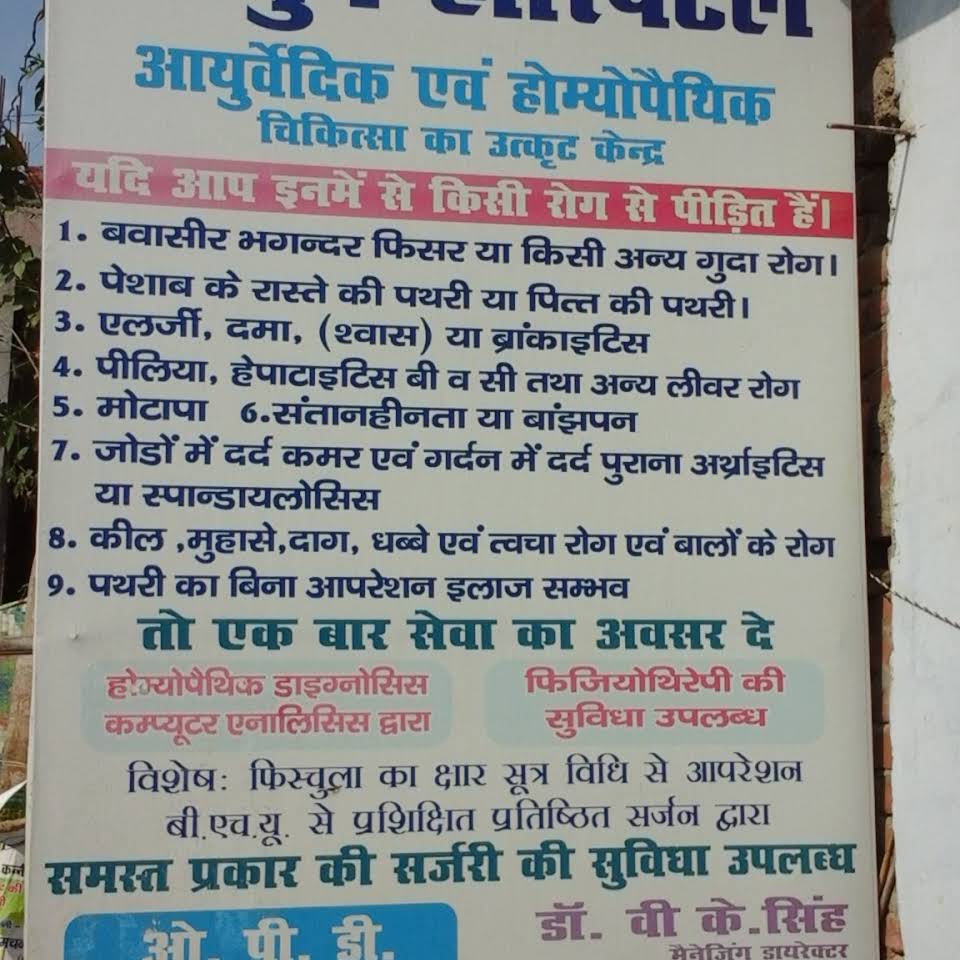 हास्पिटल
आयुर्वेदिक एवं होम्योपैथिक
चिकित्सा का उत्कृट केन्द्र
यदि आप इनमें से किसी रोग से पीड़ित हैं।
1. बवासीर भगन्दर फिसर या किसी अन्य गुदा रोग।
2. पेशाब के रास्ते की पथरी या पित्त की पथरी।
3. एलर्जी, दमा, (श्वास) या ब्रांकाइटिस
4. पीलिया, हेपाटाइटिस बी व सी तथा अन्य लीवर रोग
5. मोटापा 6.संतानहीनता या बांझपन
7. जोडों में दर्द कमर एवं गर्दन में दर्द पुराना अर्थ्राइटिस
या स्पान्डायलोसिस
8. कील ,मुहासे,दाग, धब्बे एवं त्वचा रोग एवं बालों के रोग
9. पथरी का बिना आपरेशन इलाज सम्भव
तो एक बार सेवा का अवसर दे
होम्योपैथिक डाइग्नोसिस
कम्प्यूटर एनालिसिस द्वारा
फिजियोथिरेपी की
सुविधा उपलब्ध
विशेष: फिस्चुला का क्षार सूत्र विधि से आपरेशन
बी.एच.यू. से प्रशिक्षित प्रतिष्ठित सर्जन द्वारा
समस्त प्रकार की सर्जरी की सुविधा उपलब्ध
ओ. पी. डी.
डॉ. वी के.सिंह
मैनेजिंग डायरेक्टर